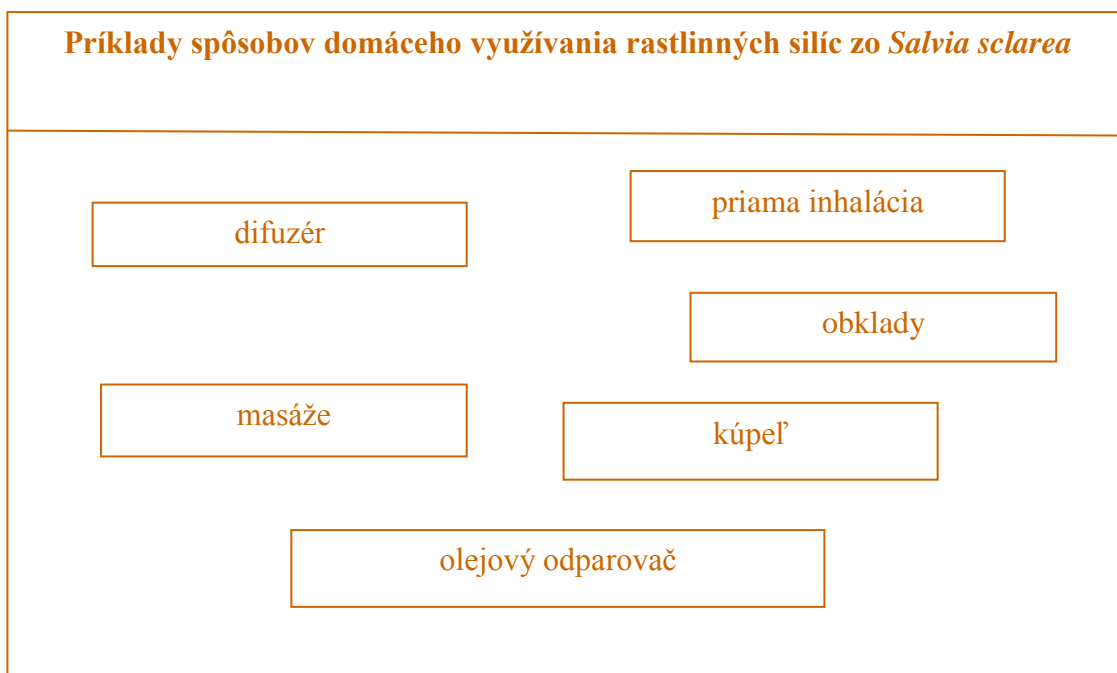 Príklady spôsobov domáceho využívania rastlinných silíc zo Salvia sclarea
priama inhalácia
difuzér
obklady
masáže
kúpeľ
olejový odparovač